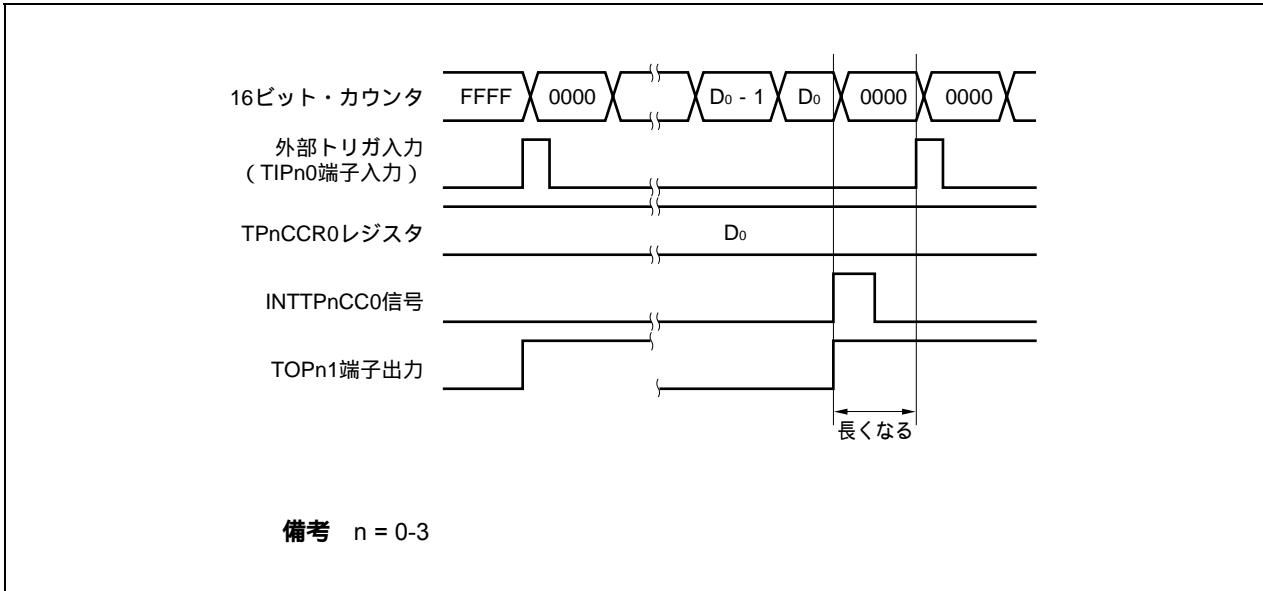 16ビット・カウンタ FFFF 0000 D0 - 1 D0 0000 0000
外部トリガ入力
（TIPn0端子入力）
TPnCCR0レジスタ D0
INTTPnCC0信号
TOPn1端子出力
長くなる
備考 n = 0-3